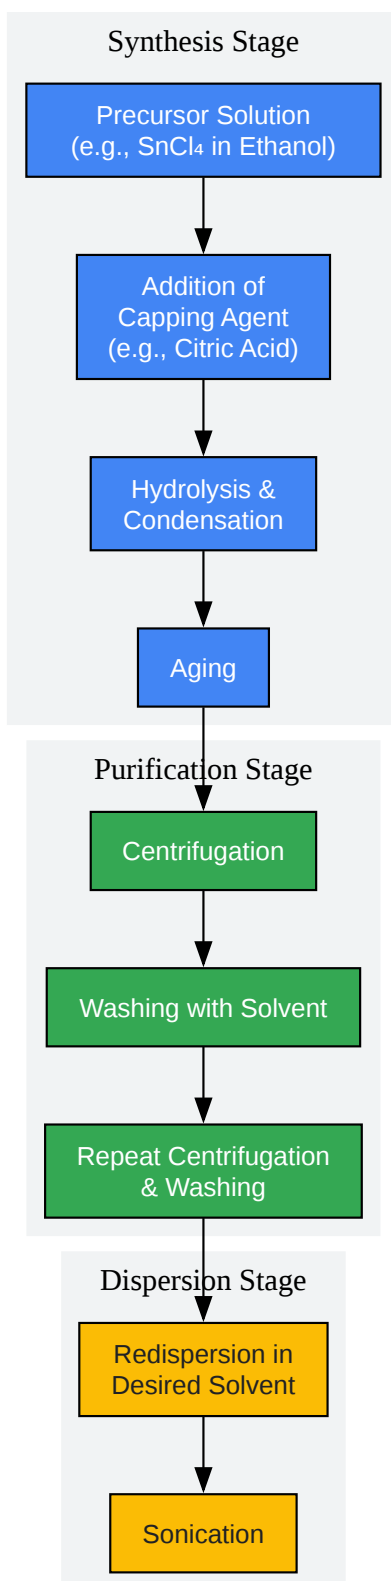 Synthesis Stage
Precursor Solution
(e.g., SnCl₄ in Ethanol)
Addition of
Capping Agent
(e.g., Citric Acid)
Hydrolysis &
Condensation
Aging
Purification Stage
Centrifugation
Washing with Solvent
Repeat Centrifugation
& Washing
Dispersion Stage
Redispersion in
Desired Solvent
Sonication